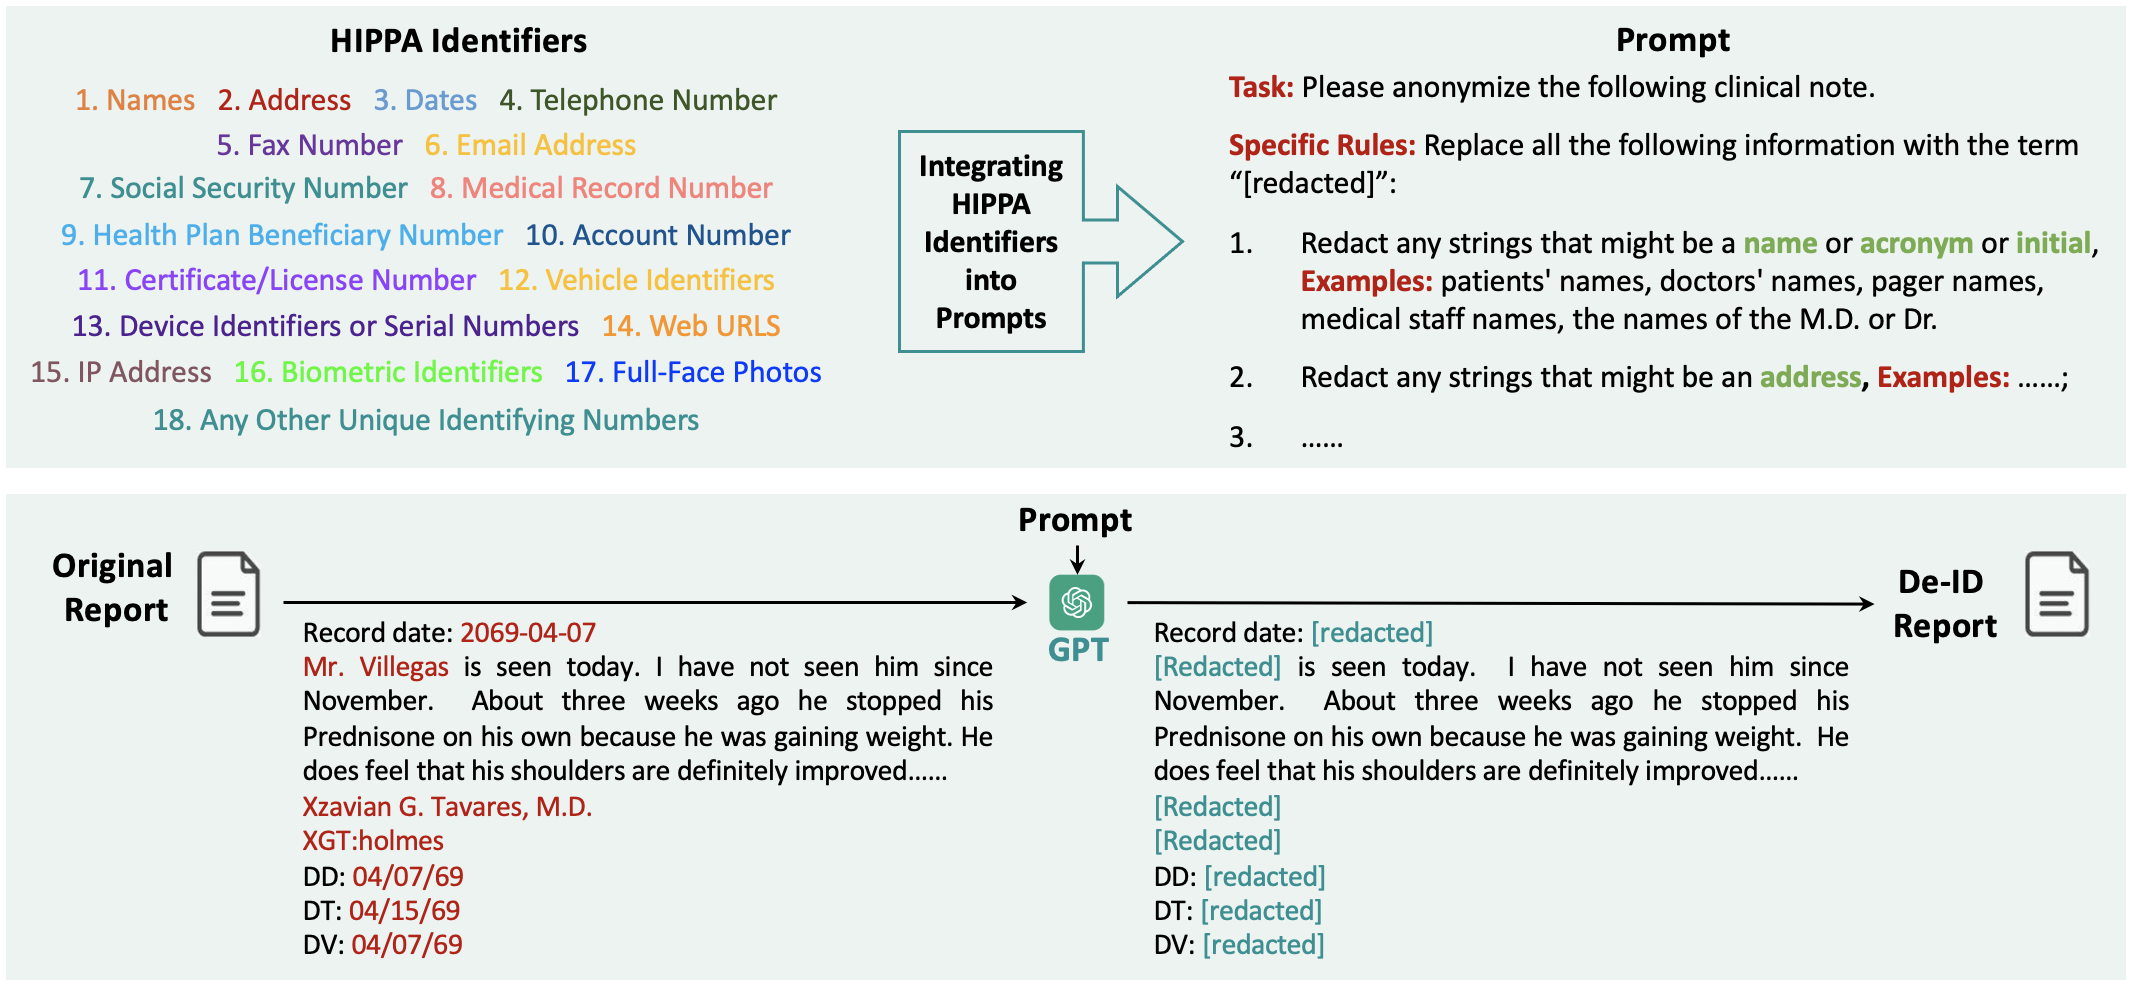 HIPPA Identifiers
1. Names 2. Address 3. Dates 4. Telephone Number
5. Fax Number 6. Email Address
7. Social Security Number 8. Medical Record Number
9. Health Plan Beneficiary Number 10. Account Number
11. Certificate/License Number 12. Vehicle Identifiers
13. Device Identifiers or Serial Numbers 14. Web URLS
15. IP Address 16. Biometric Identifiers 17. Full-Face Photos
18. Any Other Unique Identifying Numbers
Integrating
HIPPA
Identifiers
into
Prompts
Prompt
Task: Please anonymize the following clinical note.
Specific Rules: Replace all the following information with the term
“[redacted]”:
1. Redact any strings that might be a name or acronym or initial,
Examples: patients' names, doctors' names, pager names,
medical staff names, the names of the M.D. or Dr.
2. Redact any strings that might be an address, Examples: ......;
3. ......
Original
Report
Record date: 2069-04-07
Mr. Villegas is seen today. I have not seen him since
November. About three weeks ago he stopped his
Prednisone on his own because he was gaining weight. He
does feel that his shoulders are definitely improved......
Xzavian G. Tavares, M.D.
XGT:holmes
DD: 04/07/69
DT: 04/15/69
DV: 04/07/69
Prompt
GPT
Record date: [redacted]
[Redacted] is seen today. I have not seen him since
November. About three weeks ago he stopped his
Prednisone on his own because he was gaining weight. He
does feel that his shoulders are definitely improved......
[Redacted]
[Redacted]
DD: [redacted]
DT: [redacted]
DV: [redacted]
De-ID
Report